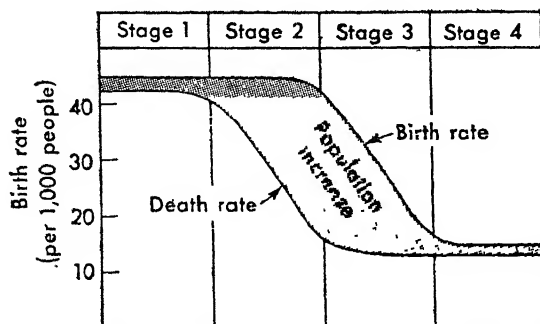 Stage 1 Stage 2 Stage 3 Stage 4
Birth rate
(per 1,000 people)
40
30
20
10
Birth rate
Death rate
Population
increase